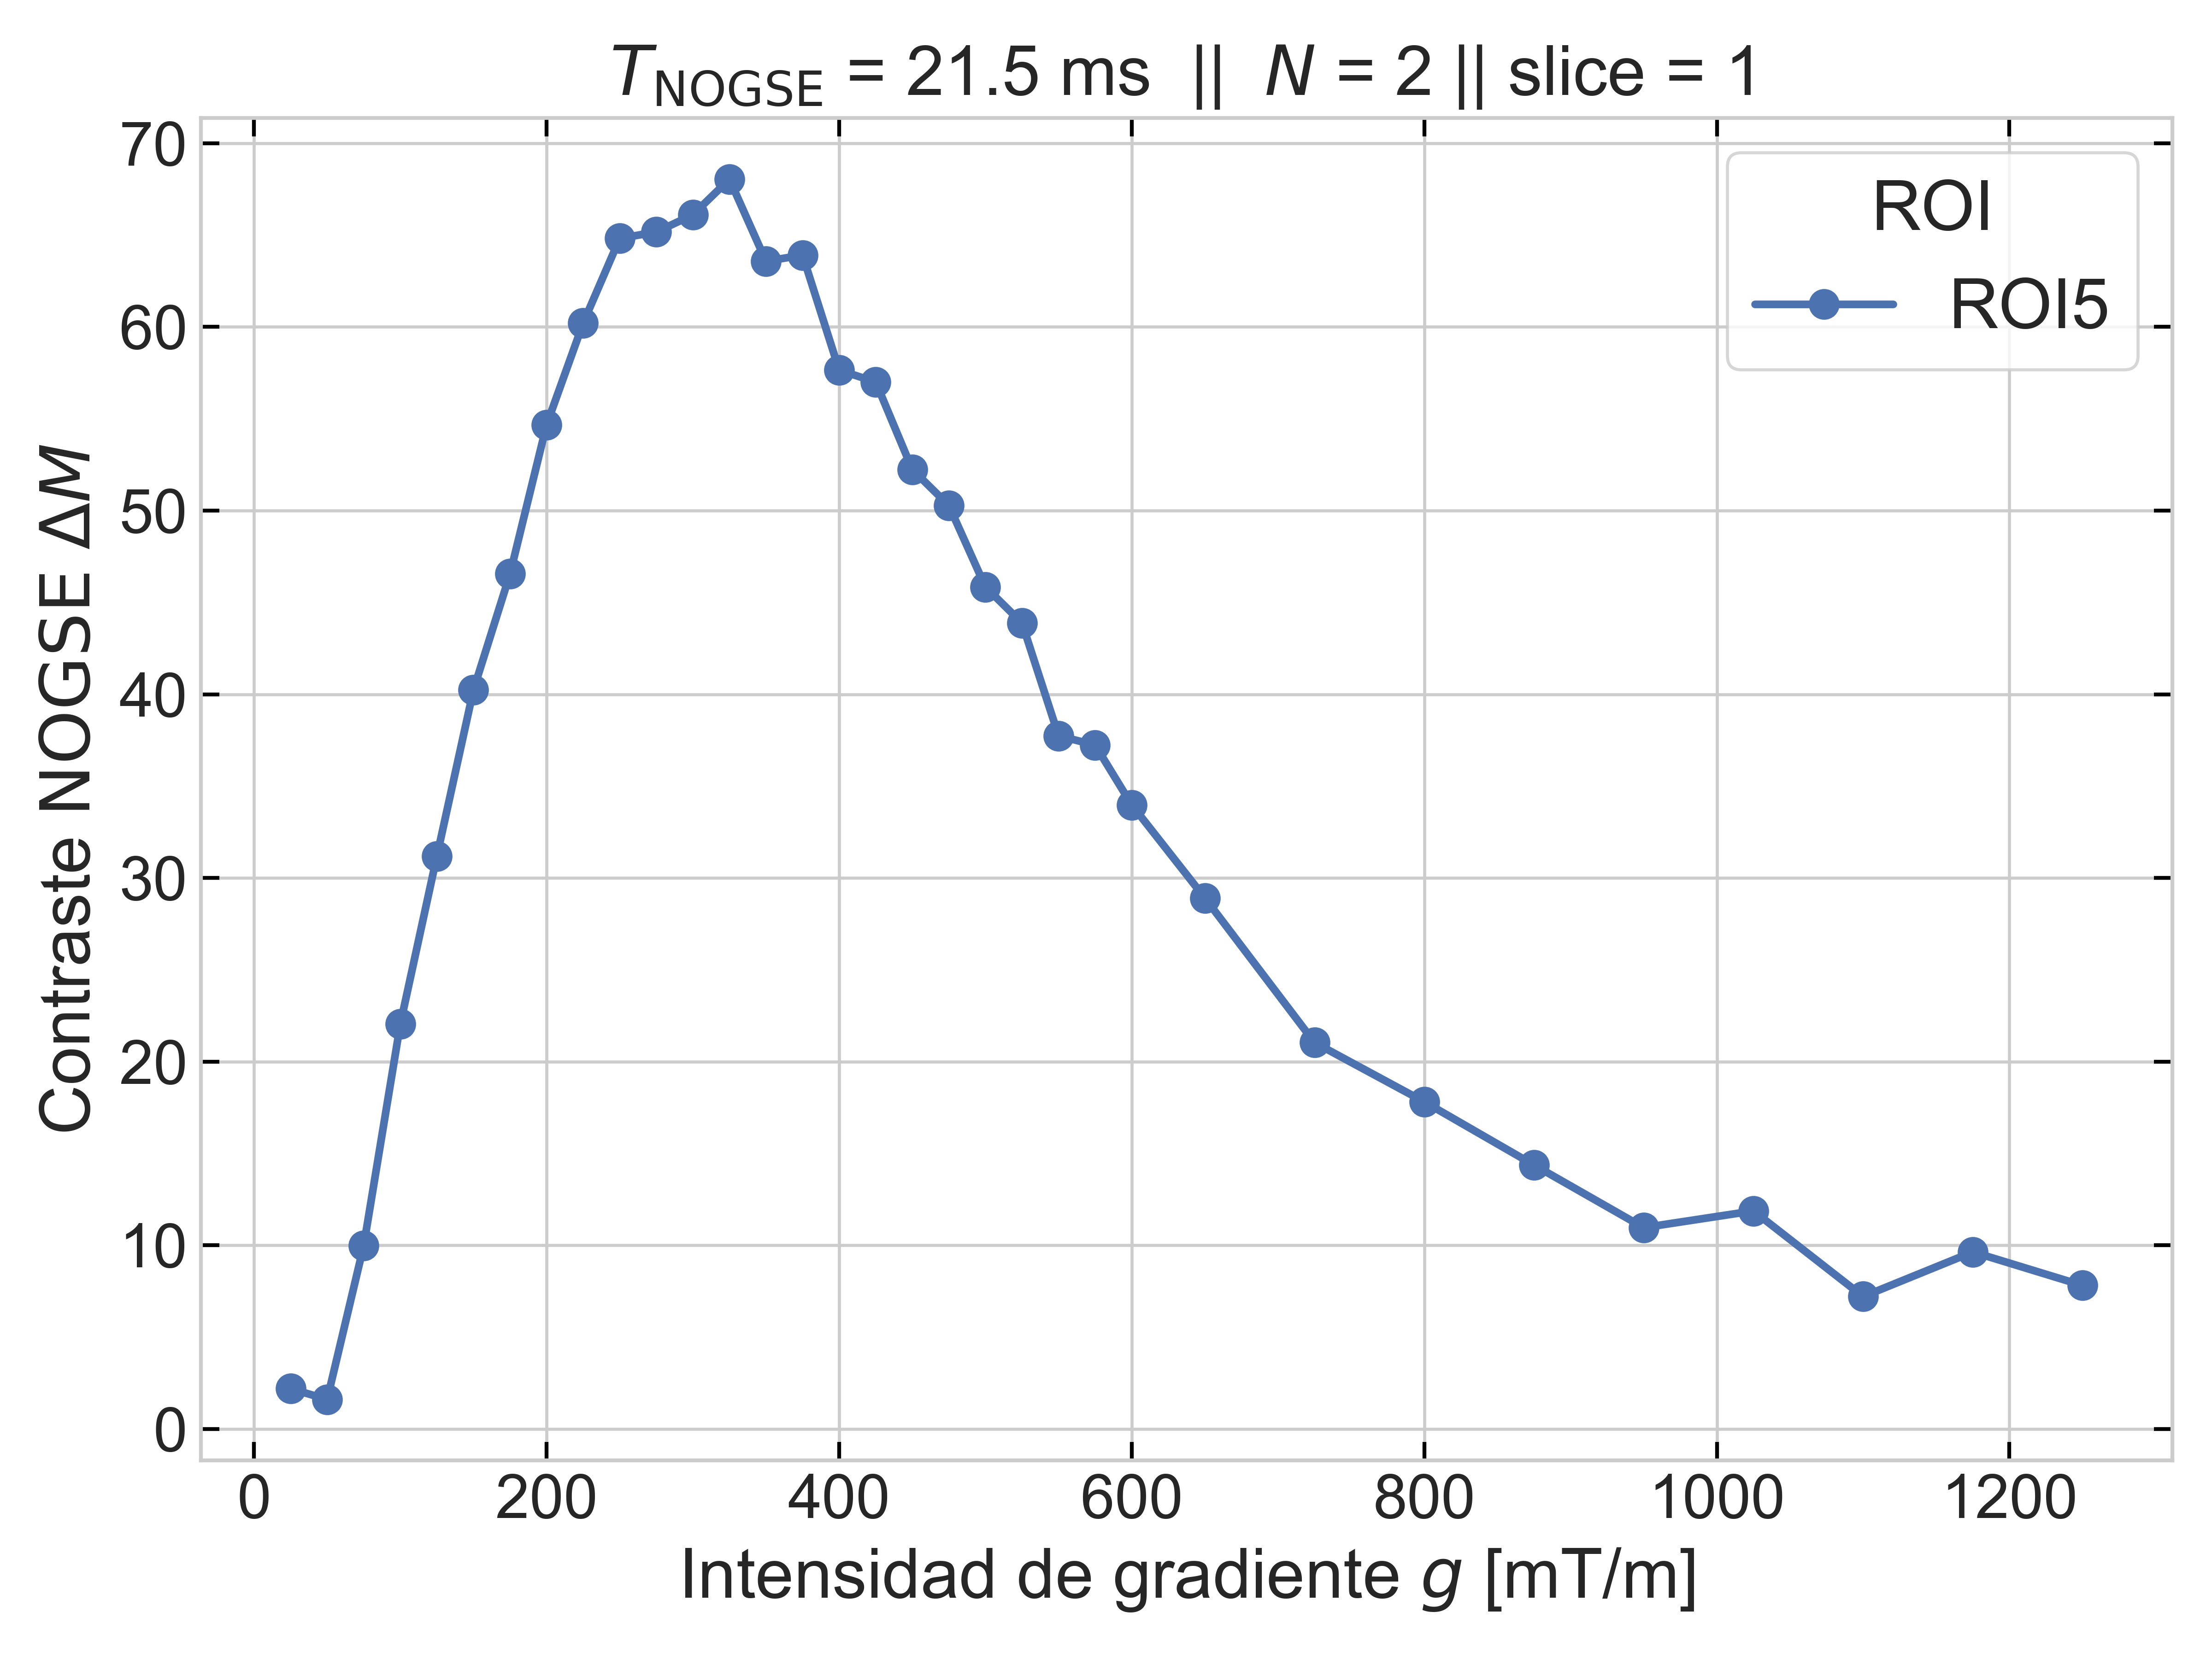 T_NOGSE = 21.5 ms || N = 2 || slice = 1
Contraste NOGSE ΔM
70
60
50
40
30
20
10
0
ROI
ROI5
0 200 400 600 800 1000 1200
Intensidad de gradiente g [mT/m]